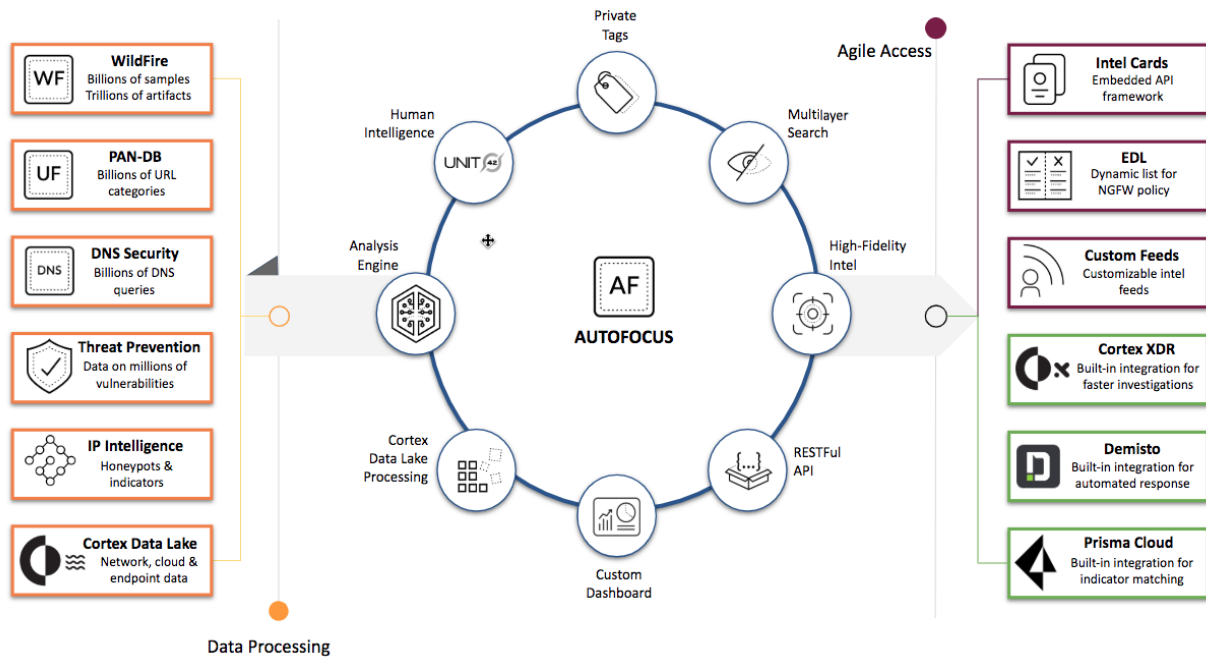 WF
WildFire
Billions of samples
Trillions of artifacts
UF
PAN-DB
Billions of URL
categories
DNS
DNS Security
Billions of DNS
queries
Threat Prevention
Data on millions of
vulnerabilities
IP Intelligence
Honeypots &
indicators
Cortex Data Lake
Network, cloud &
endpoint data
Data Processing
Private
Tags
Human
Intelligence
UNIT 42
Multilayer
Search
Analysis
Engine
High-Fidelity
Intel
AF
AUTOFOCUS
Cortex
Data Lake
Processing
{...}
RESTFul
API
Custom
Dashboard
Agile Access
Intel Cards
Embedded API
framework
EDL
Dynamic list for
NGFW policy
Custom Feeds
Customizable intel
feeds
Cortex XDR
Built-in integration for
faster investigations
Demisto
Built-in integration for
automated response
Prisma Cloud
Built-in integration for
indicator matching